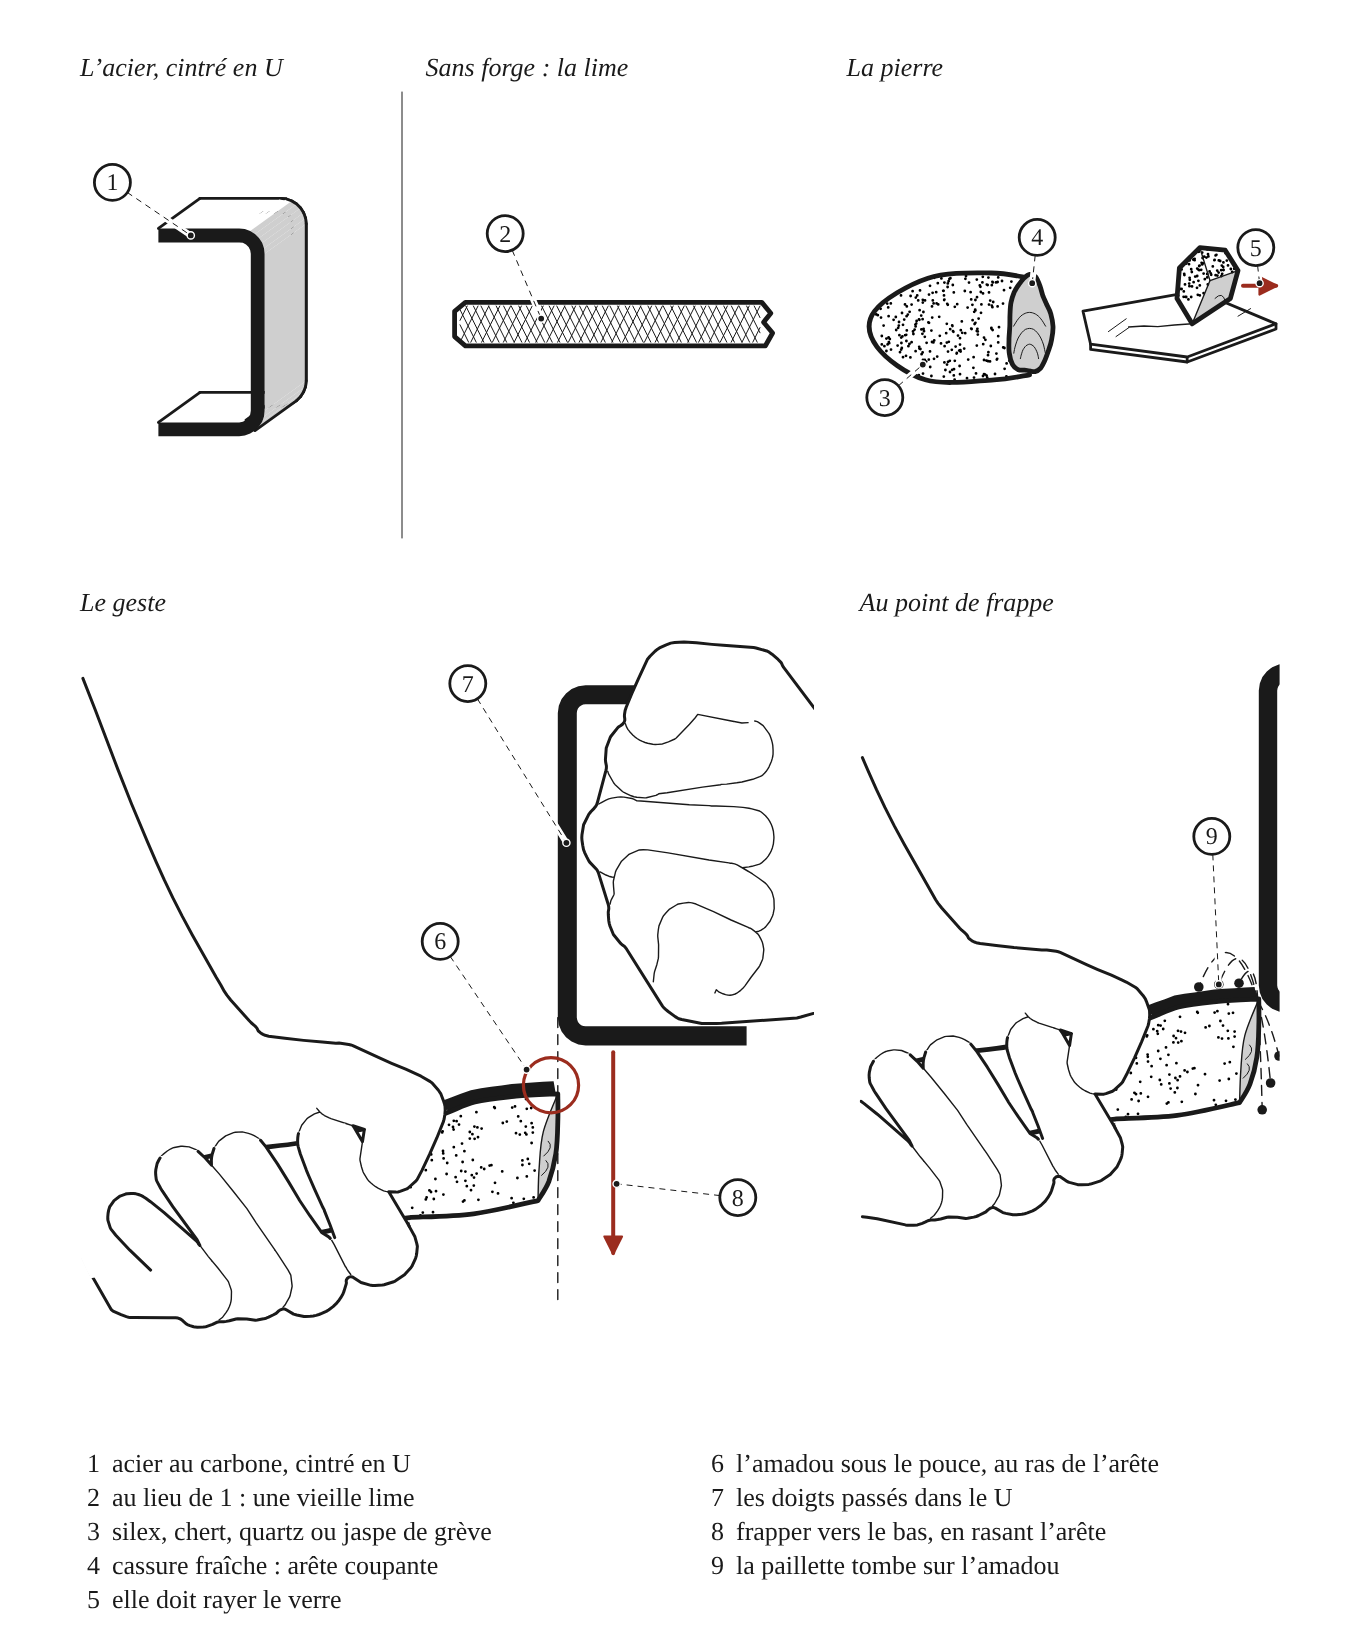 L’acier, cintré en U
Sans forge : la lime
La pierre
1
2
4
5
3
Le geste
Au point de frappe
7
9
6
8
1 acier au carbone, cintré en U
2 au lieu de 1 : une vieille lime
3 silex, chert, quartz ou jaspe de grève
4 cassure fraîche : arête coupante
5 elle doit rayer le verre
6 l’amadou sous le pouce, au ras de l’arête
7 les doigts passés dans le U
8 frapper vers le bas, en rasant l’arête
9 la paillette tombe sur l’amadou